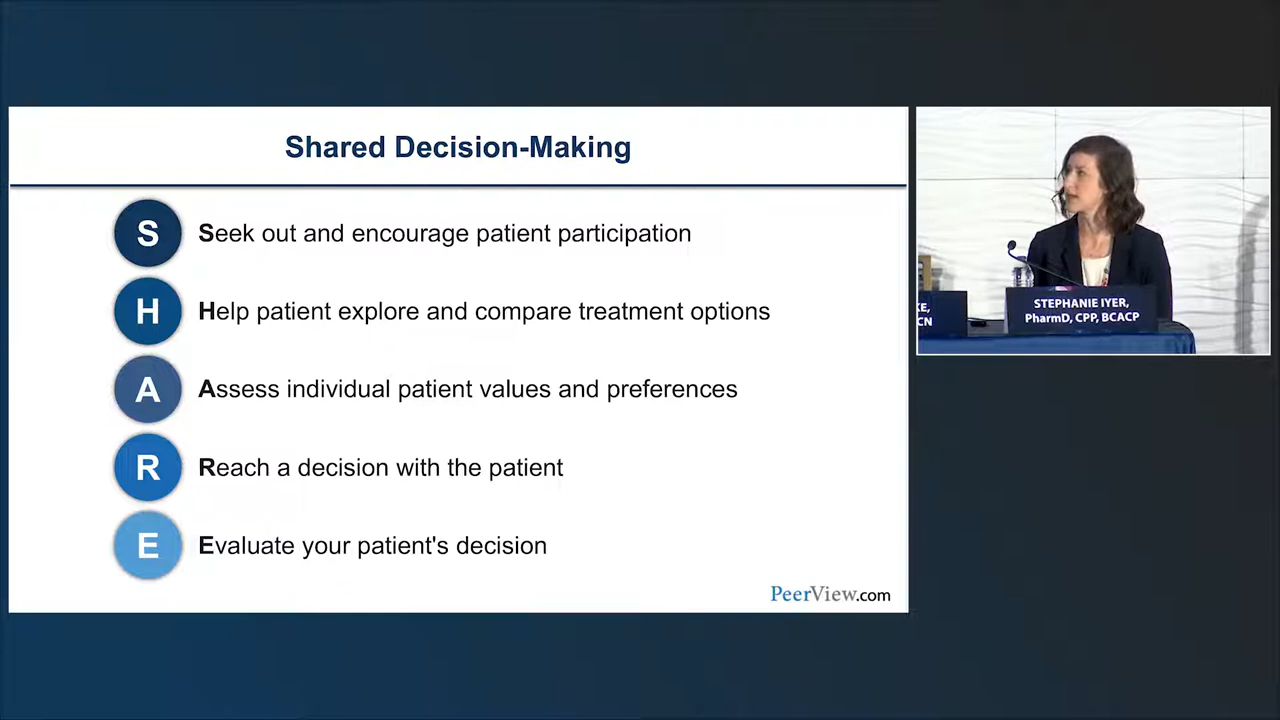 Shared Decision-Making
S
Seek out and encourage patient participation
H
Help patient explore and compare treatment options
A
Assess individual patient values and preferences
R
Reach a decision with the patient
E
Evaluate your patient's decision
PeerView.com
KE,
CN
STEPHANIE IYER,
PharmD, CPP, BCACP